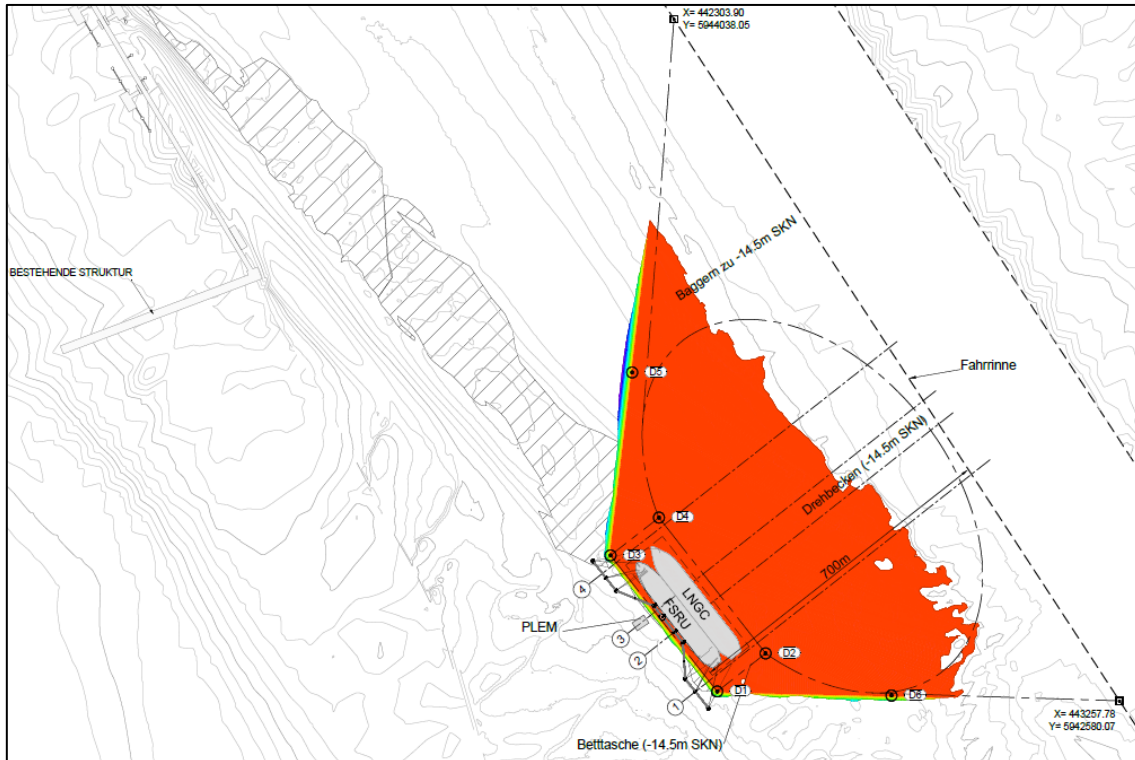 X= 442303.90
Y= 5944038.05
Baggern zu -14.5m SKN
BESTEHENDE STRUKTUR
Fahrrinne
D5
Drehbecken (-14.5m SKN)
D4
700m
D3
4
LNGC
FSRU
PLEM
3
2
D2
1
D1
D6
X= 443257.78
Y= 5942580.07
Betttasche (-14.5m SKN)